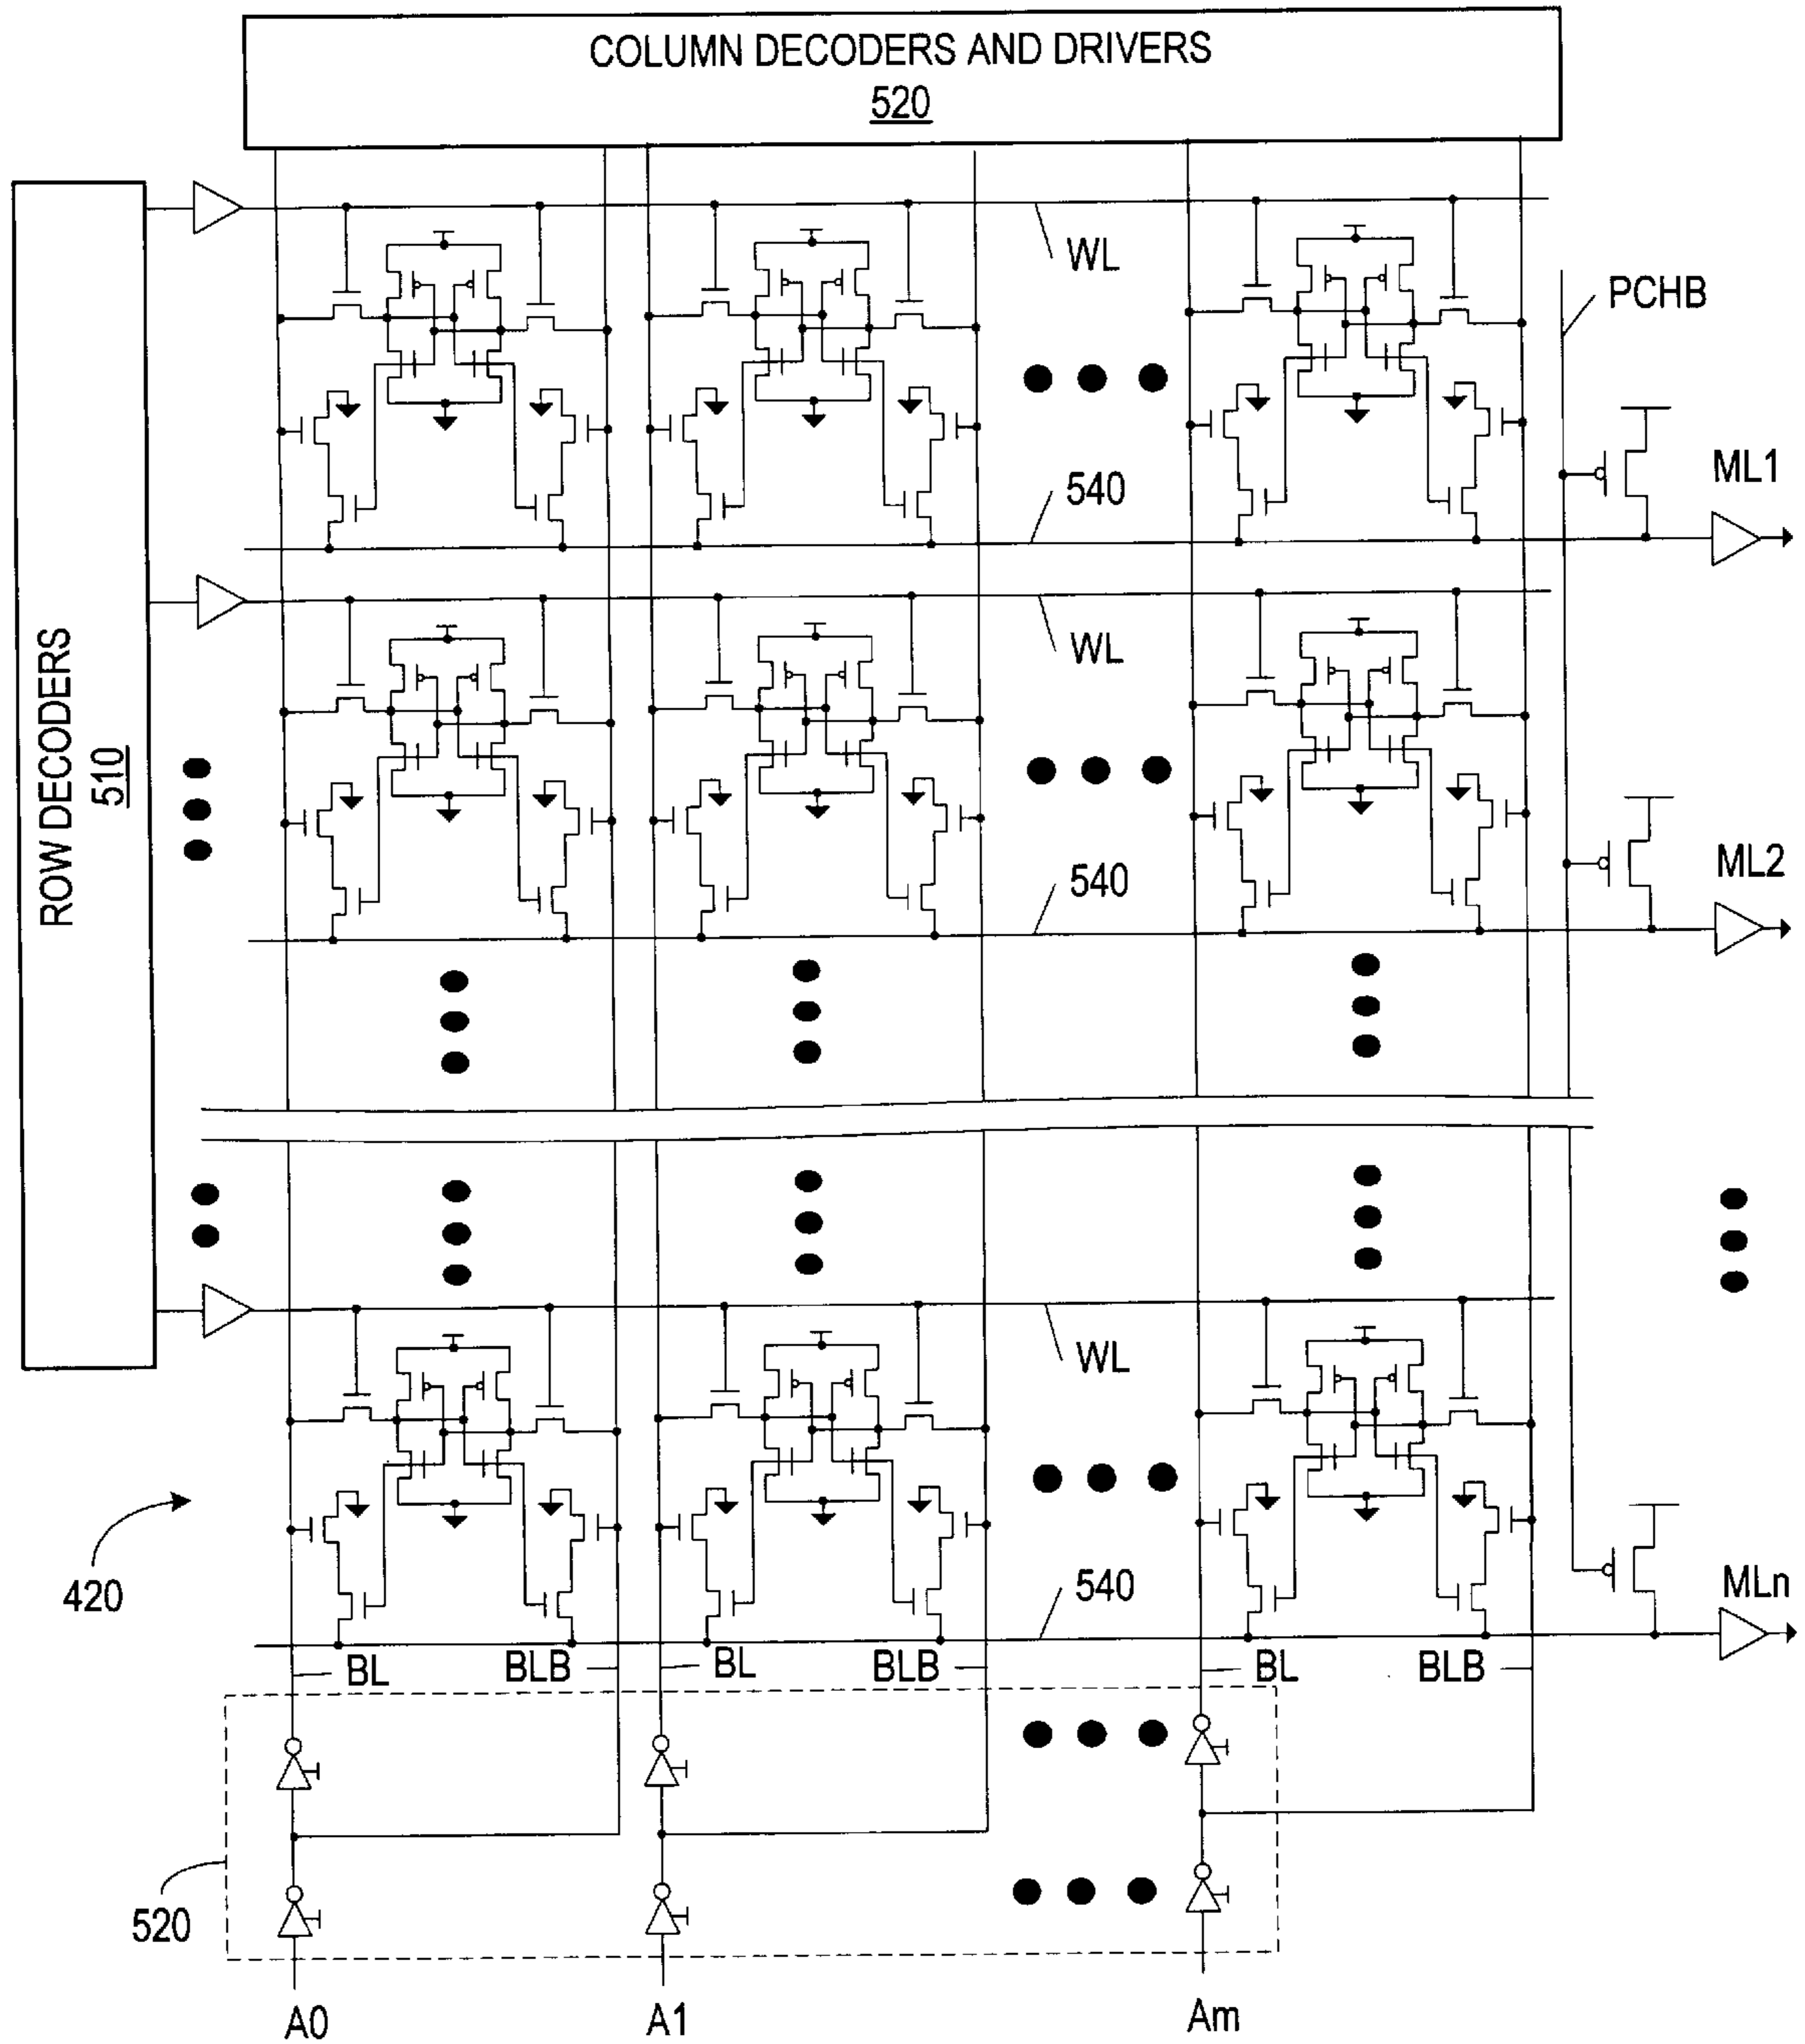 COLUMN DECODERS AND DRIVERS
520
ROW DECODERS
510
WL
PCHB
ML1
540
WL
ML2
540
WL
420
540
MLn
BL BLB BL BLB BL BLB
520
A0 A1 Am